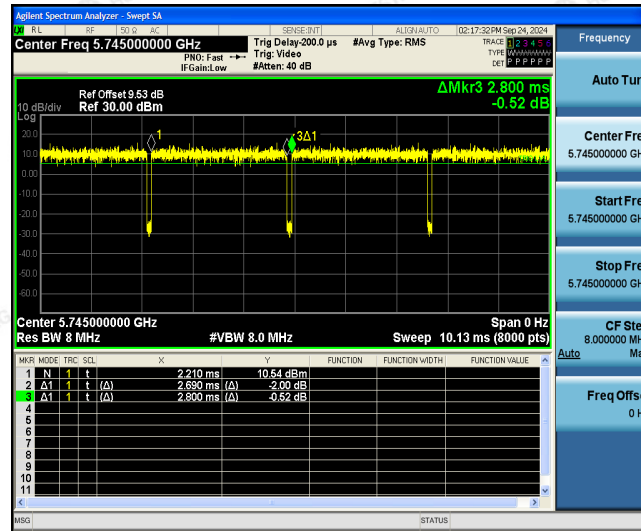 Agilent Spectrum Analyzer - Swept SA
LXI RL RF 50 Ω AC SENSE:INT ALIGN AUTO 02:17:32 PM Sep 24, 2024
Center Freq 5.745000000 GHz
PNO: Fast
IFGain:Low
Trig Delay-200.0 µs
Trig: Video
#Atten: 40 dB
#Avg Type: RMS
TRACE 1 2 3 4 5 6
TYPE WWWWWW
DET P P P P P P
Frequency
Ref Offset 9.53 dB
10 dB/div Ref 30.00 dBm
Log
ΔMkr3 2.800 ms
-0.52 dB
20.0
10.0
0.00
-10.0
-20.0
-30.0
-40.0
-50.0
-60.0
1
3Δ1
Center 5.745000000 GHz Span 0 Hz
Res BW 8 MHz #VBW 8.0 MHz Sweep 10.13 ms (8000 pts)
MKR MODE TRC SCL X Y FUNCTION FUNCTION WIDTH FUNCTION VALUE
1 N 1 t 2.210 ms 10.54 dBm
2 Δ1 1 t (Δ) 2.690 ms (Δ) -2.00 dB
3 Δ1 1 t (Δ) 2.800 ms (Δ) -0.52 dB
4
5
6
7
8
9
10
11
MSG STATUS
Auto Tun
Center Fre
5.745000000 GH
Start Fre
5.745000000 GH
Stop Fre
5.745000000 GH
CF Ste
8.000000 MH
Auto Ma
Freq Offse
0 H